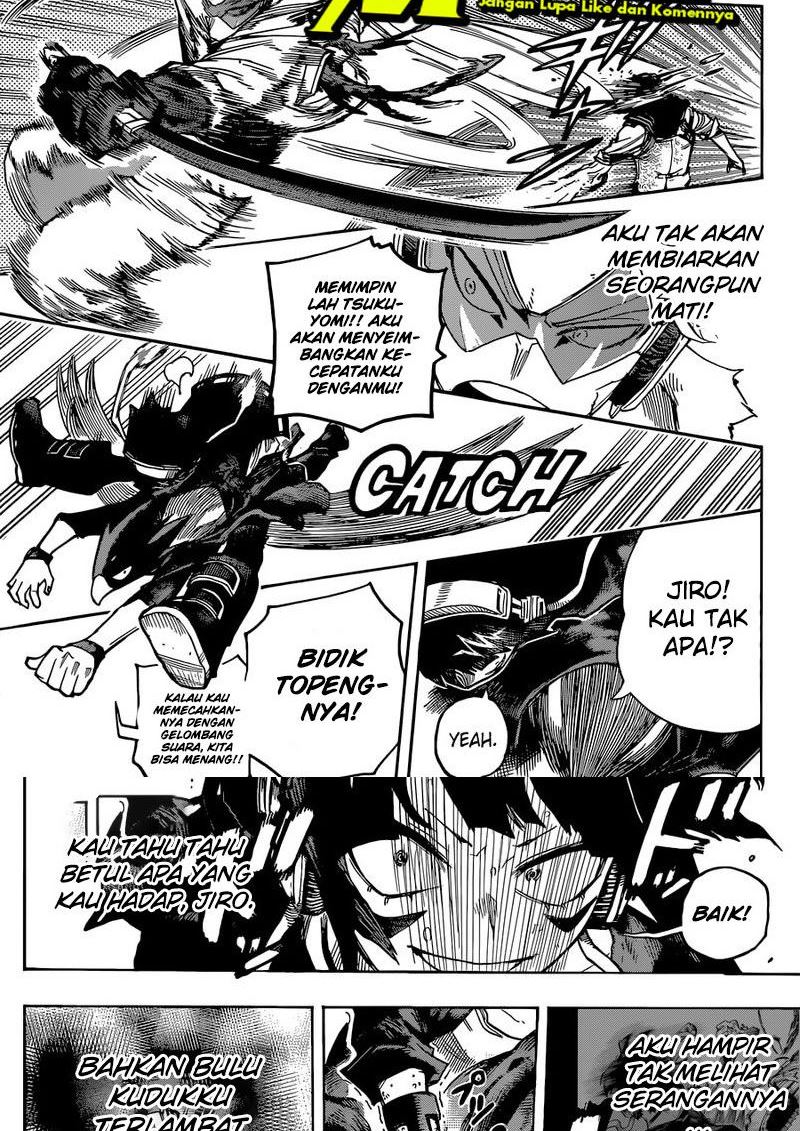 M
Jangan Lupa Like dan Komennya
AKU TAK AKAN
MEMBIARKAN
SEORANGPUN
MATI!
MEMIMPIN
LAH TSUKU-
YOMI!! AKU
AKAN MENYEIM-
BANGKAN KE-
CEPATANKU
DENGANMU!
CATCH
JIRO!
KAU TAK
APA!?
YEAH.
BIDIK
TOPENG-
NYA!
KALAU KAU
MEMECAHKAN-
NYA DENGAN
GELOMBANG
SUARA, KITA
BISA MENANG!!
KAU TAHU TAHU
BETUL APA YANG
KAU HADAP, JIRO.
BAIK!
AKU HAMPIR
TAK MELIHAT
SERANGANNYA
...
BAHKAN BULU
KUDUKKU
TERLAMBAT